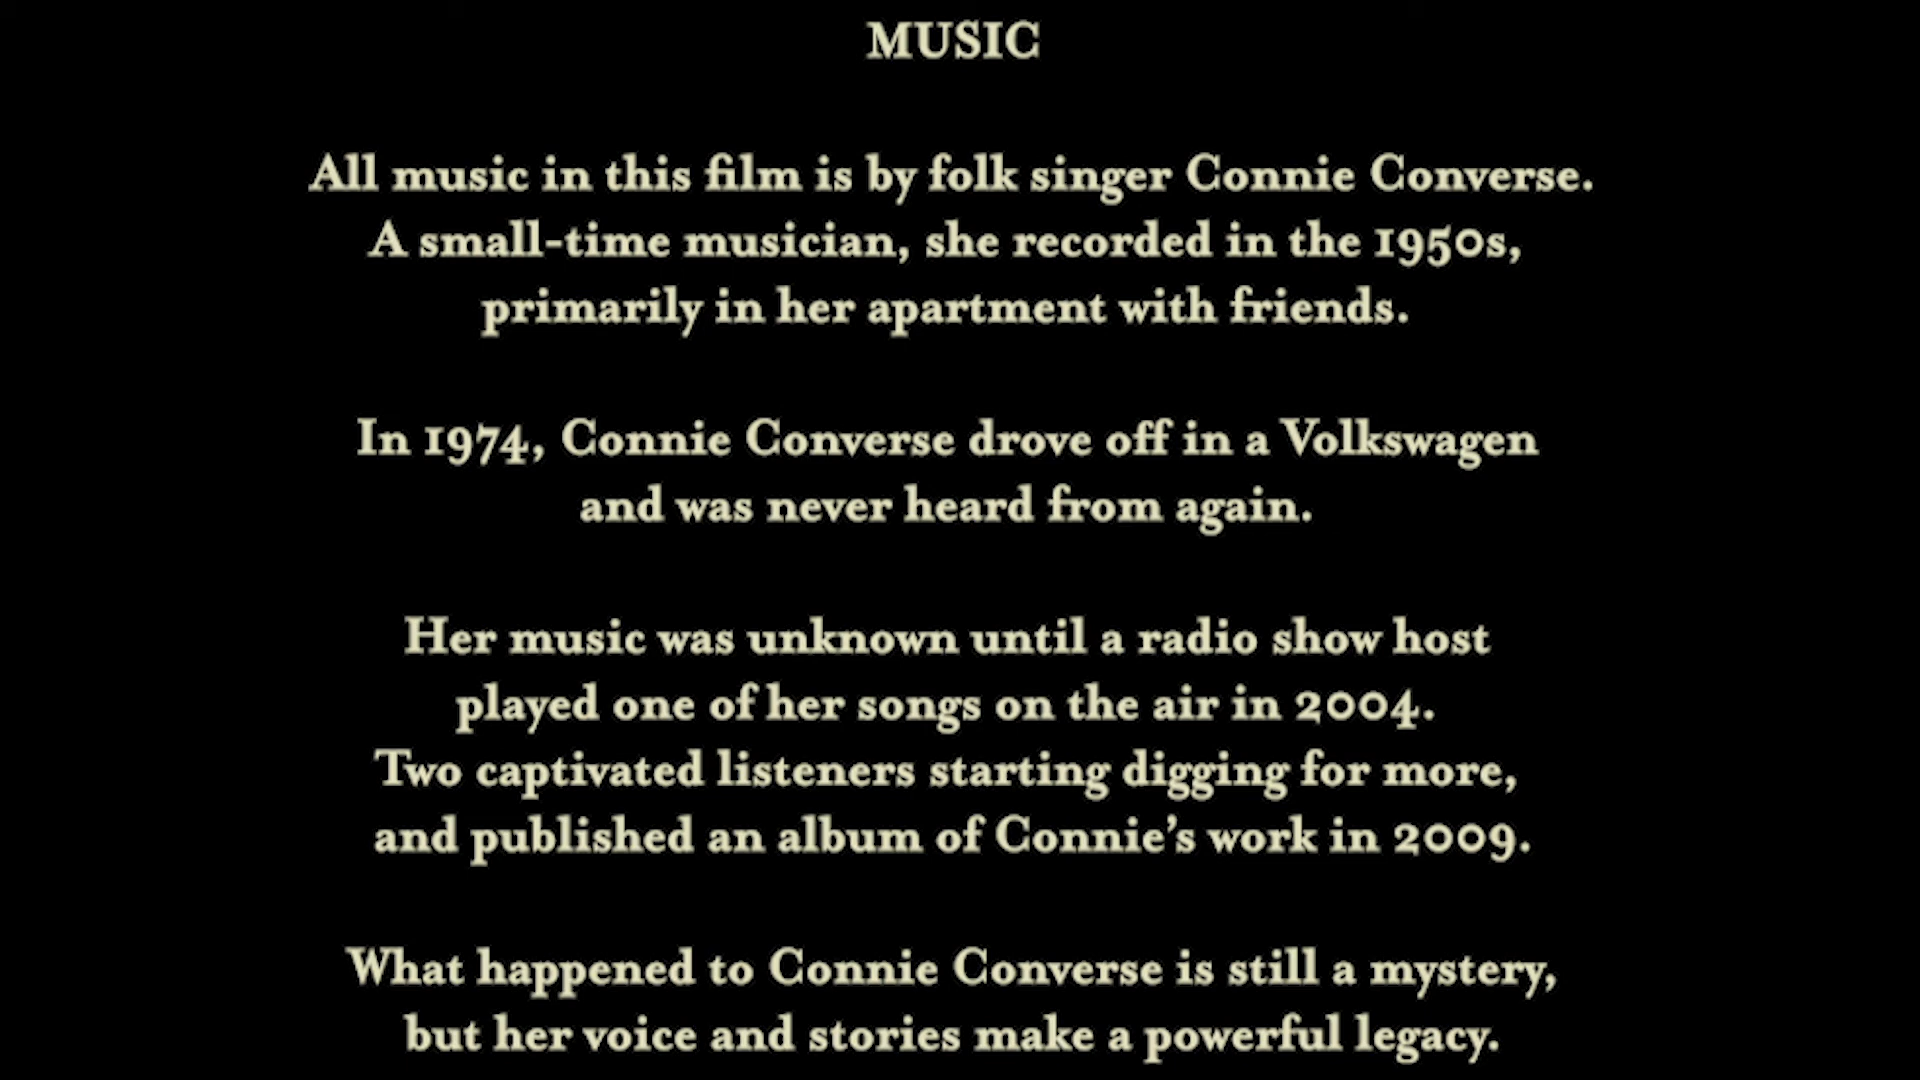 MUSIC
All music in this film is by folk singer Connie Converse.
A small-time musician, she recorded in the 1950s,
primarily in her apartment with friends.
In 1974, Connie Converse drove off in a Volkswagen
and was never heard from again.
Her music was unknown until a radio show host
played one of her songs on the air in 2004.
Two captivated listeners starting digging for more,
and published an album of Connie’s work in 2009.
What happened to Connie Converse is still a mystery,
but her voice and stories make a powerful legacy.